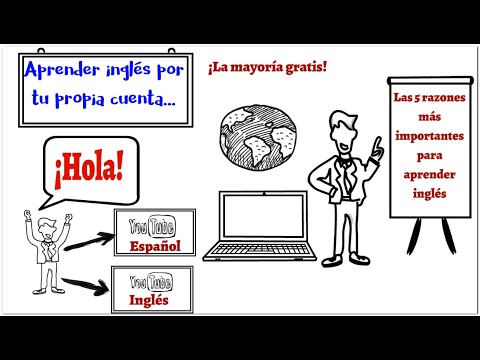 Aprender inglés por
tu propia cuenta...
¡La mayoría gratis!
¡Hola!
YouTube
Español
YouTube
Inglés
Las 5 razones
más
importantes
para
aprender
inglés